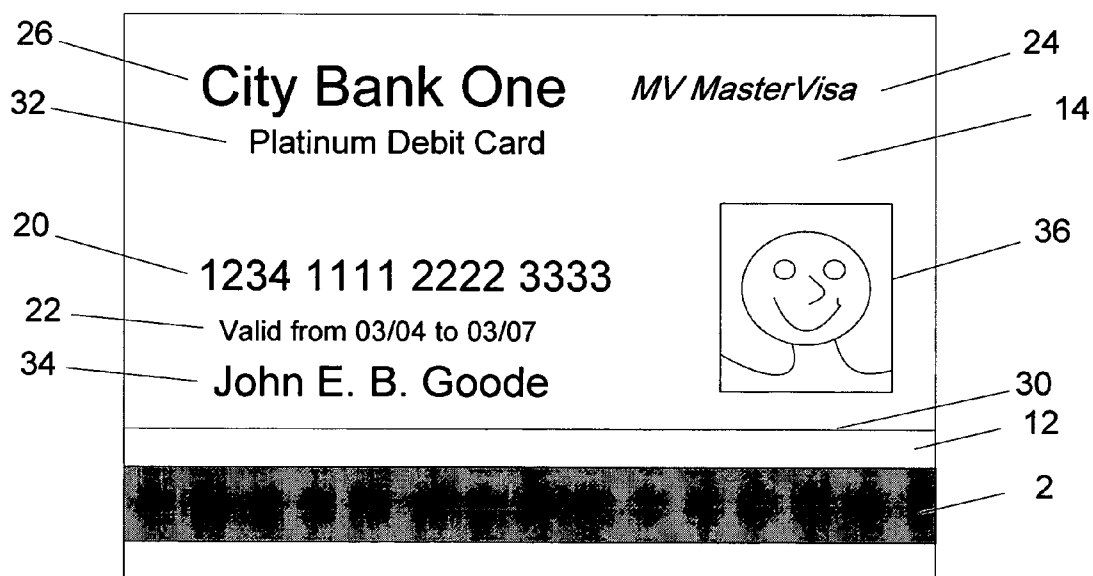 26
City Bank One
MV MasterVisa
24
32
Platinum Debit Card
14
20
1234 1111 2222 3333
36
22
Valid from 03/04 to 03/07
34
John E. B. Goode
30
12
2